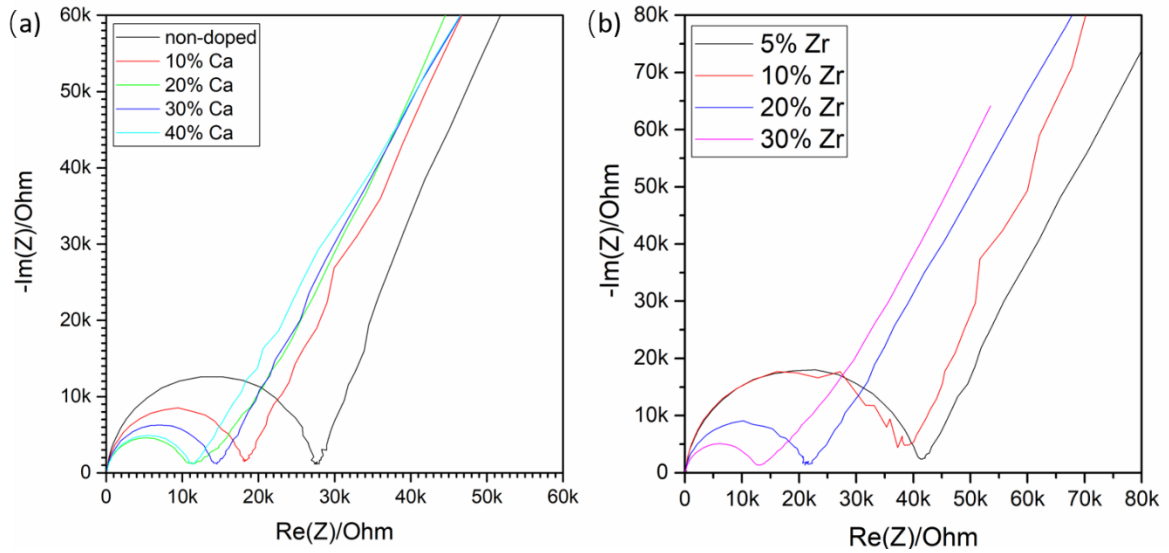 (a)
60k
50k
40k
30k
20k
10k
0
-Im(Z)/Ohm
non-doped
10% Ca
20% Ca
30% Ca
40% Ca
0 10k 20k 30k 40k 50k 60k
Re(Z)/Ohm
(b)
80k
70k
60k
50k
40k
30k
20k
10k
0
-Im(Z)/Ohm
5% Zr
10% Zr
20% Zr
30% Zr
0 10k 20k 30k 40k 50k 60k 70k 80k
Re(Z)/Ohm